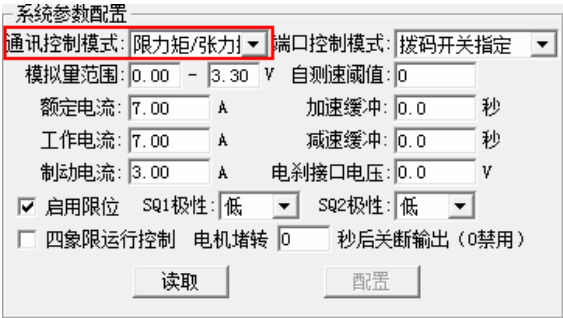 系统参数配置
通讯控制模式: 限力矩/张力 端口控制模式: 拨码开关指定
模拟量范围: 0.00 - 3.30 V 自测速阈值: 0
额定电流: 7.00 A 加速缓冲: 0.0 秒
工作电流: 7.00 A 减速缓冲: 0.0 秒
制动电流: 3.00 A 电刹接口电压: 0.0 V
启用限位 SQ1极性: 低 SQ2极性: 低
四象限运行控制 电机堵转 0 秒后关断输出（0禁用）
读取 配置